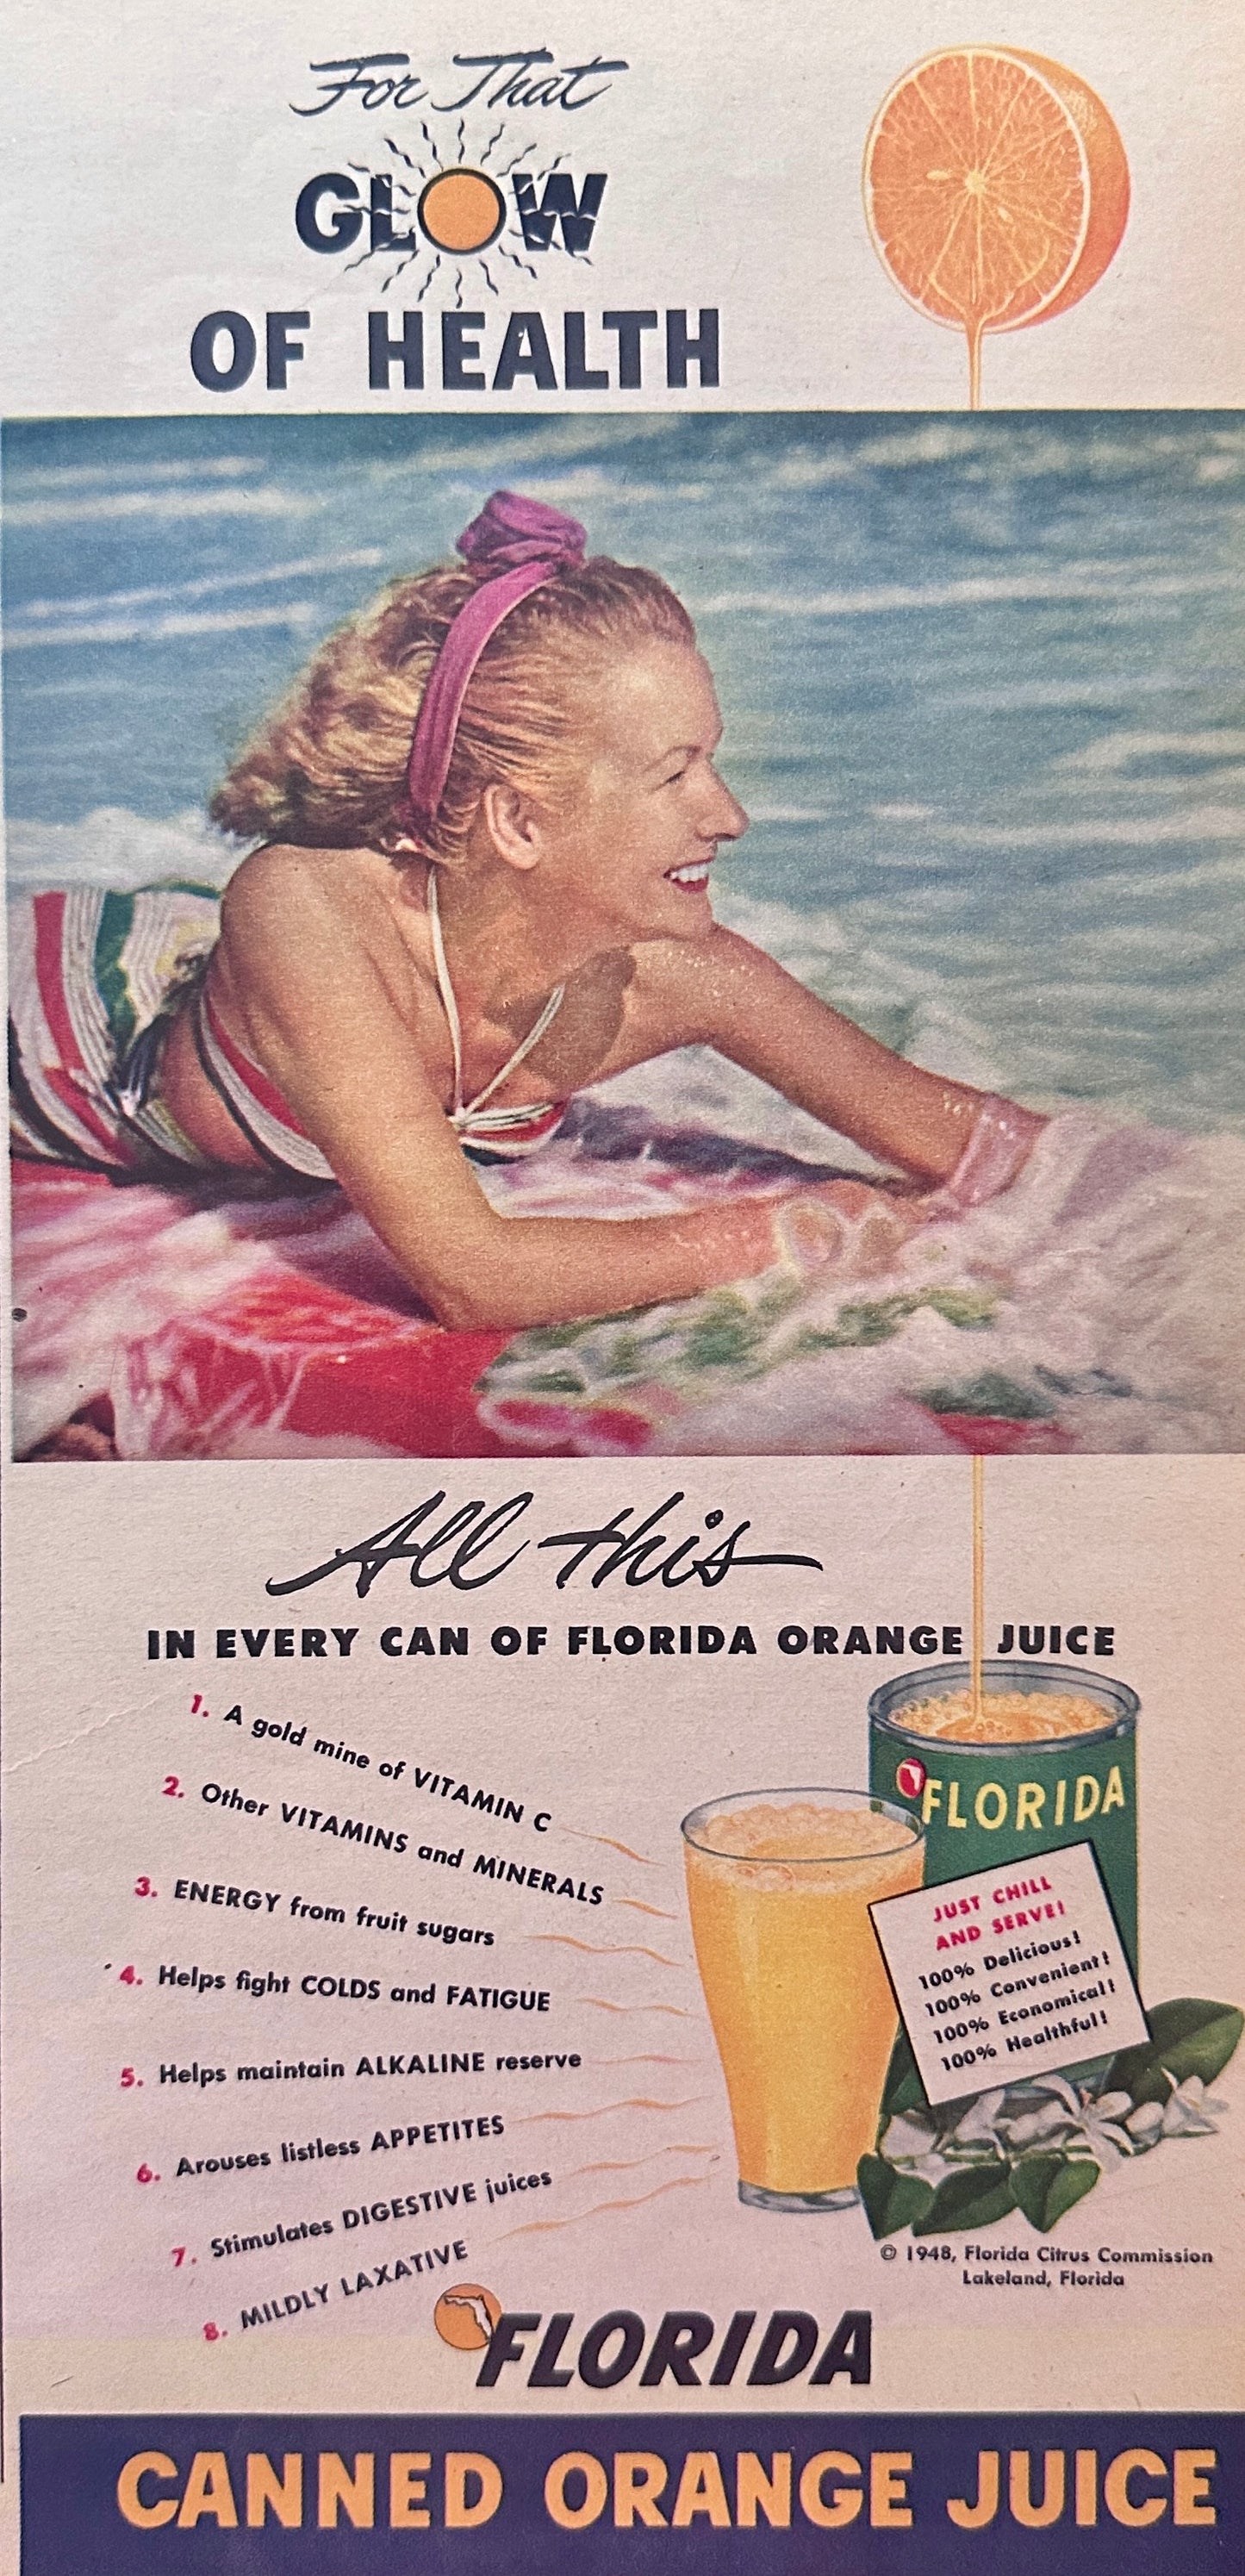 For That
GLOW
OF HEALTH
All this
IN EVERY CAN OF FLORIDA ORANGE JUICE
1. A gold mine of VITAMIN C
2. Other VITAMINS and MINERALS
3. ENERGY from fruit sugars
4. Helps fight COLDS and FATIGUE
5. Helps maintain ALKALINE reserve
6. Arouses listless APPETITES
7. Stimulates DIGESTIVE juices
8. MILDLY LAXATIVE
FLORIDA
JUST CHILL
AND SERVE!
100% Delicious!
100% Convenient!
100% Economical!
100% Healthful!
© 1948, Florida Citrus Commission
Lakeland, Florida
FLORIDA
CANNED ORANGE JUICE